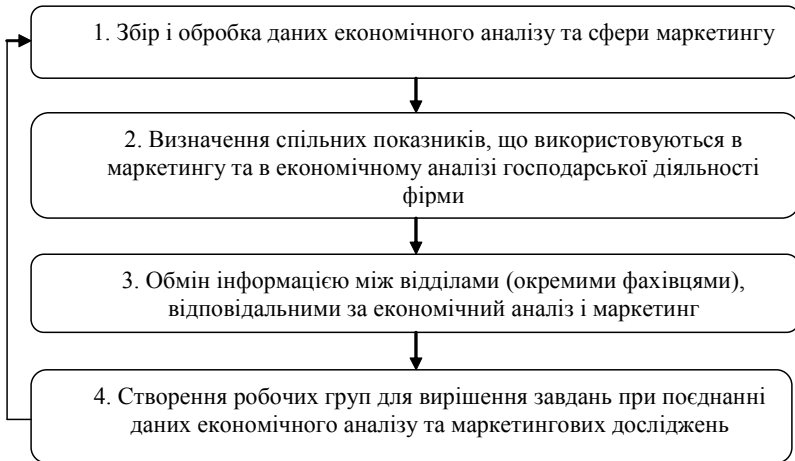 1. Збір і обробка даних економічного аналізу та сфери маркетингу
2. Визначення спільних показників, що використовуються в
маркетингу та в економічному аналізі господарської діяльності
фірми
3. Обмін інформацією між відділами (окремими фахівцями),
відповідальними за економічний аналіз і маркетинг
4. Створення робочих груп для вирішення завдань при поєднанні
даних економічного аналізу та маркетингових досліджень